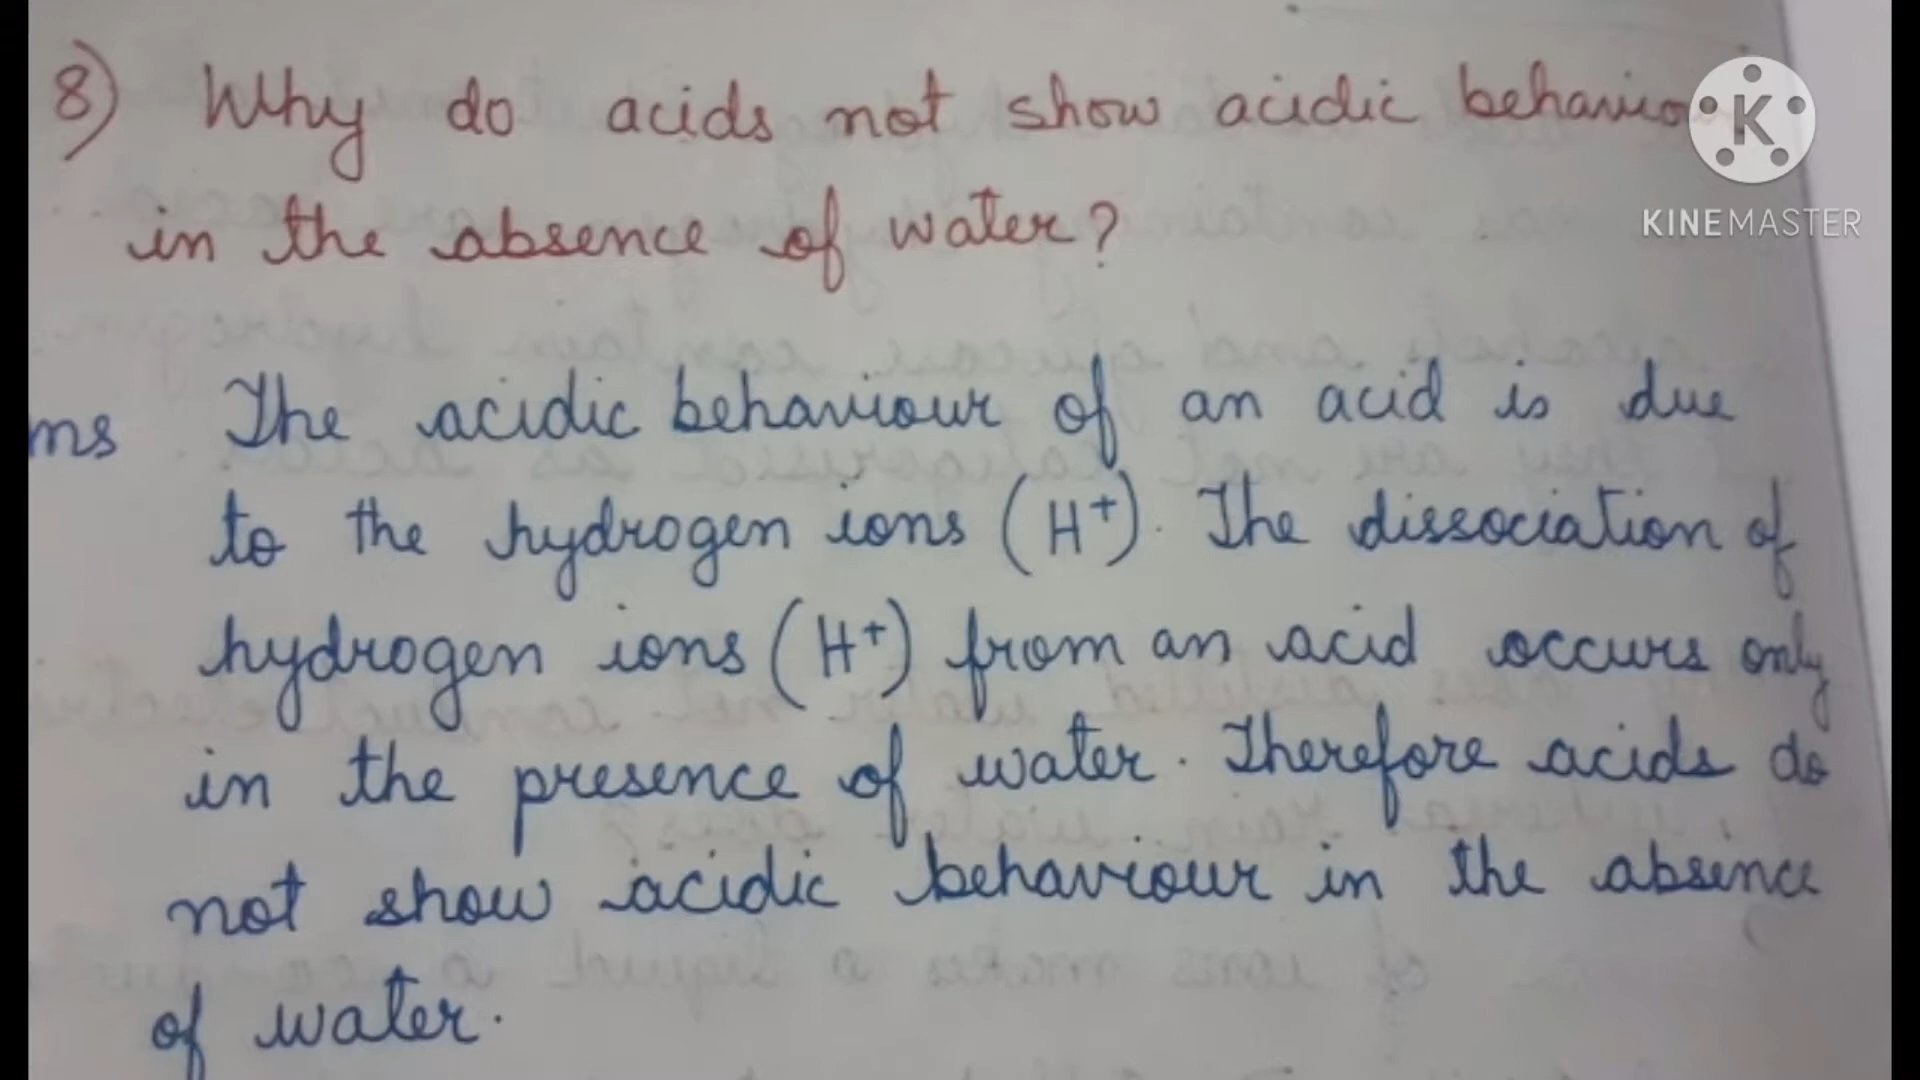 8) Why do acids not show acidic behaviou
in the absence of water?
KINEMASTER
ms The acidic behaviour of an acid is due
to the hydrogen ions (H⁺). The dissociation of
hydrogen ions (H⁺) from an acid occurs only
in the presence of water. Therefore acids do
not show acidic behaviour in the absence
of water.